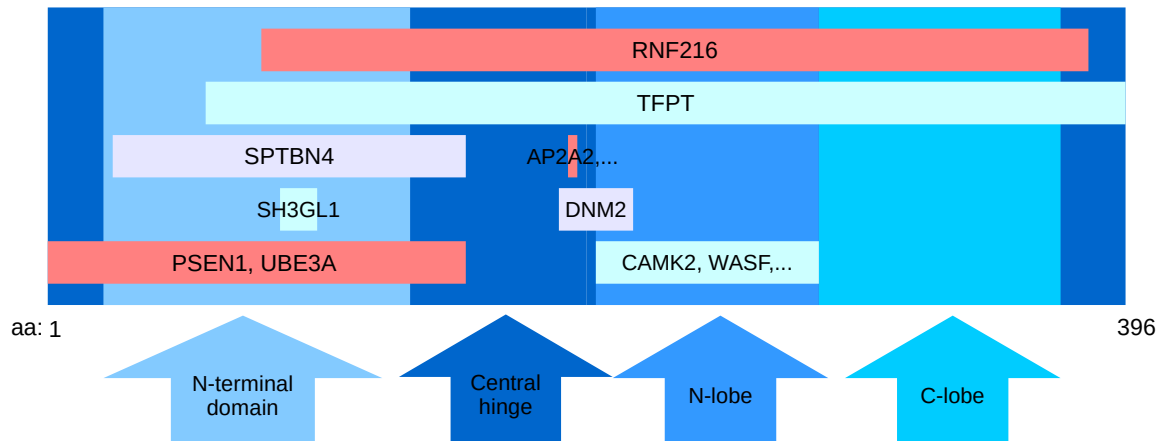 RNF216
TFPT
SPTBN4
AP2A2,...
SH3GL1
DNM2
PSEN1, UBE3A
CAMK2, WASF,...
aa: 1
396
N-terminal
domain
Central
hinge
N-lobe
C-lobe